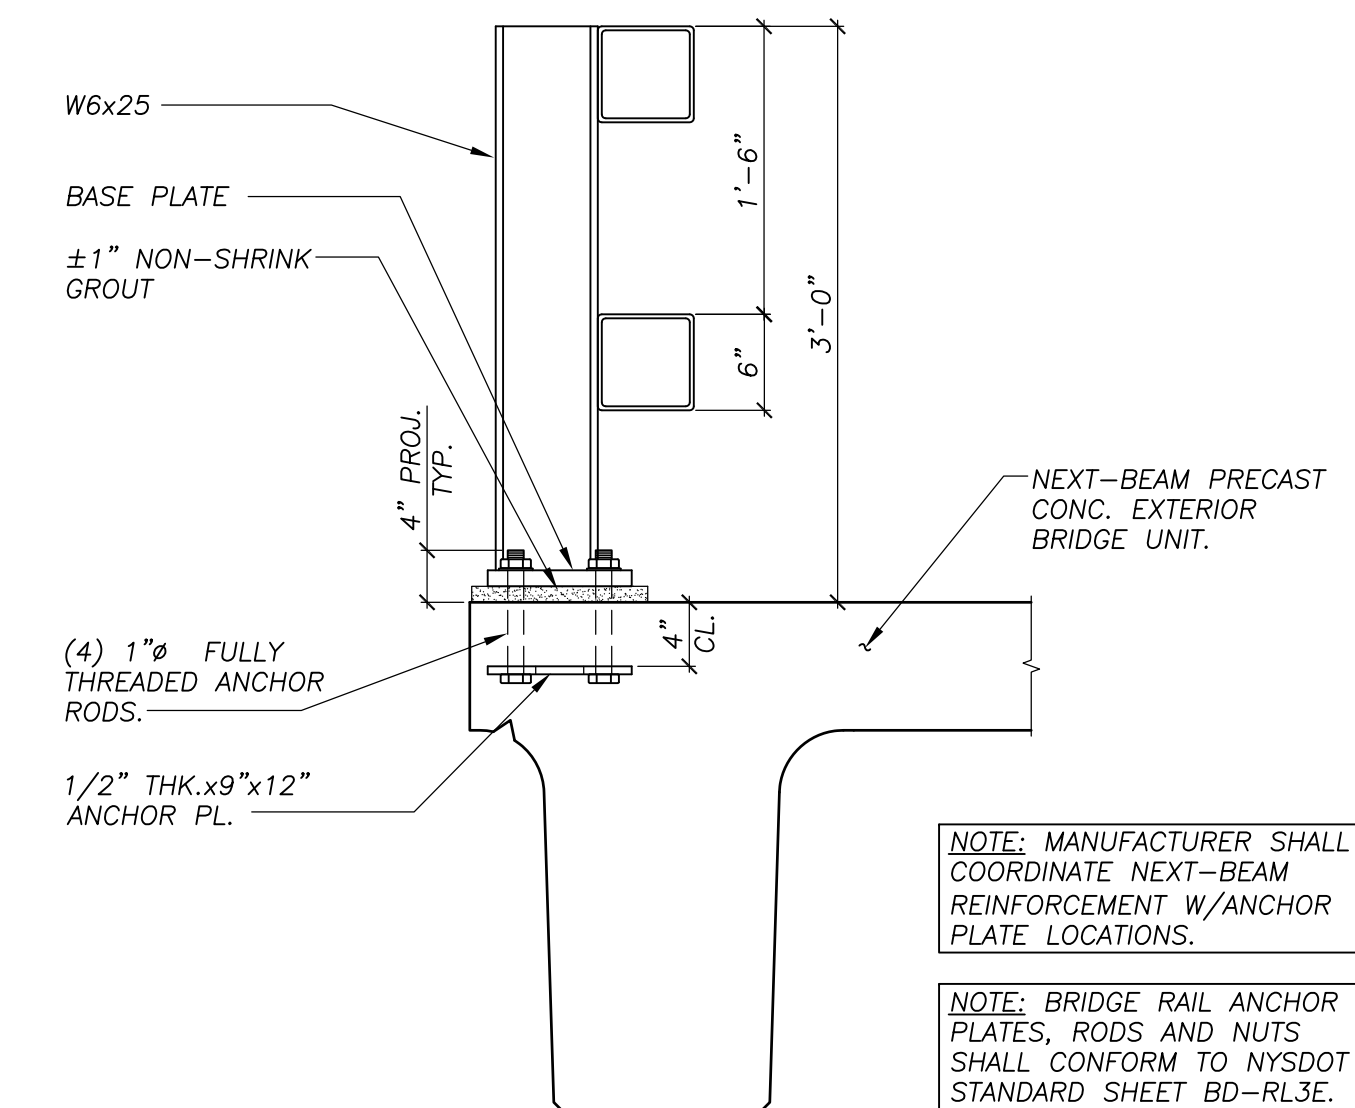 W6x25
BASE PLATE
±1” NON-SHRINK
GROUT
4” PROJ.
TYP.
(4) 1”ø FULLY
THREADED ANCHOR
RODS.
1/2” THK.x9”x12”
ANCHOR PL.
1’-6”
6”
3’-0”
4”
CL.
NEXT-BEAM PRECAST
CONC. EXTERIOR
BRIDGE UNIT.
NOTE: MANUFACTURER SHALL
COORDINATE NEXT-BEAM
REINFORCEMENT W/ANCHOR
PLATE LOCATIONS.
NOTE: BRIDGE RAIL ANCHOR
PLATES, RODS AND NUTS
SHALL CONFORM TO NYSDOT
STANDARD SHEET BD-RL3E.